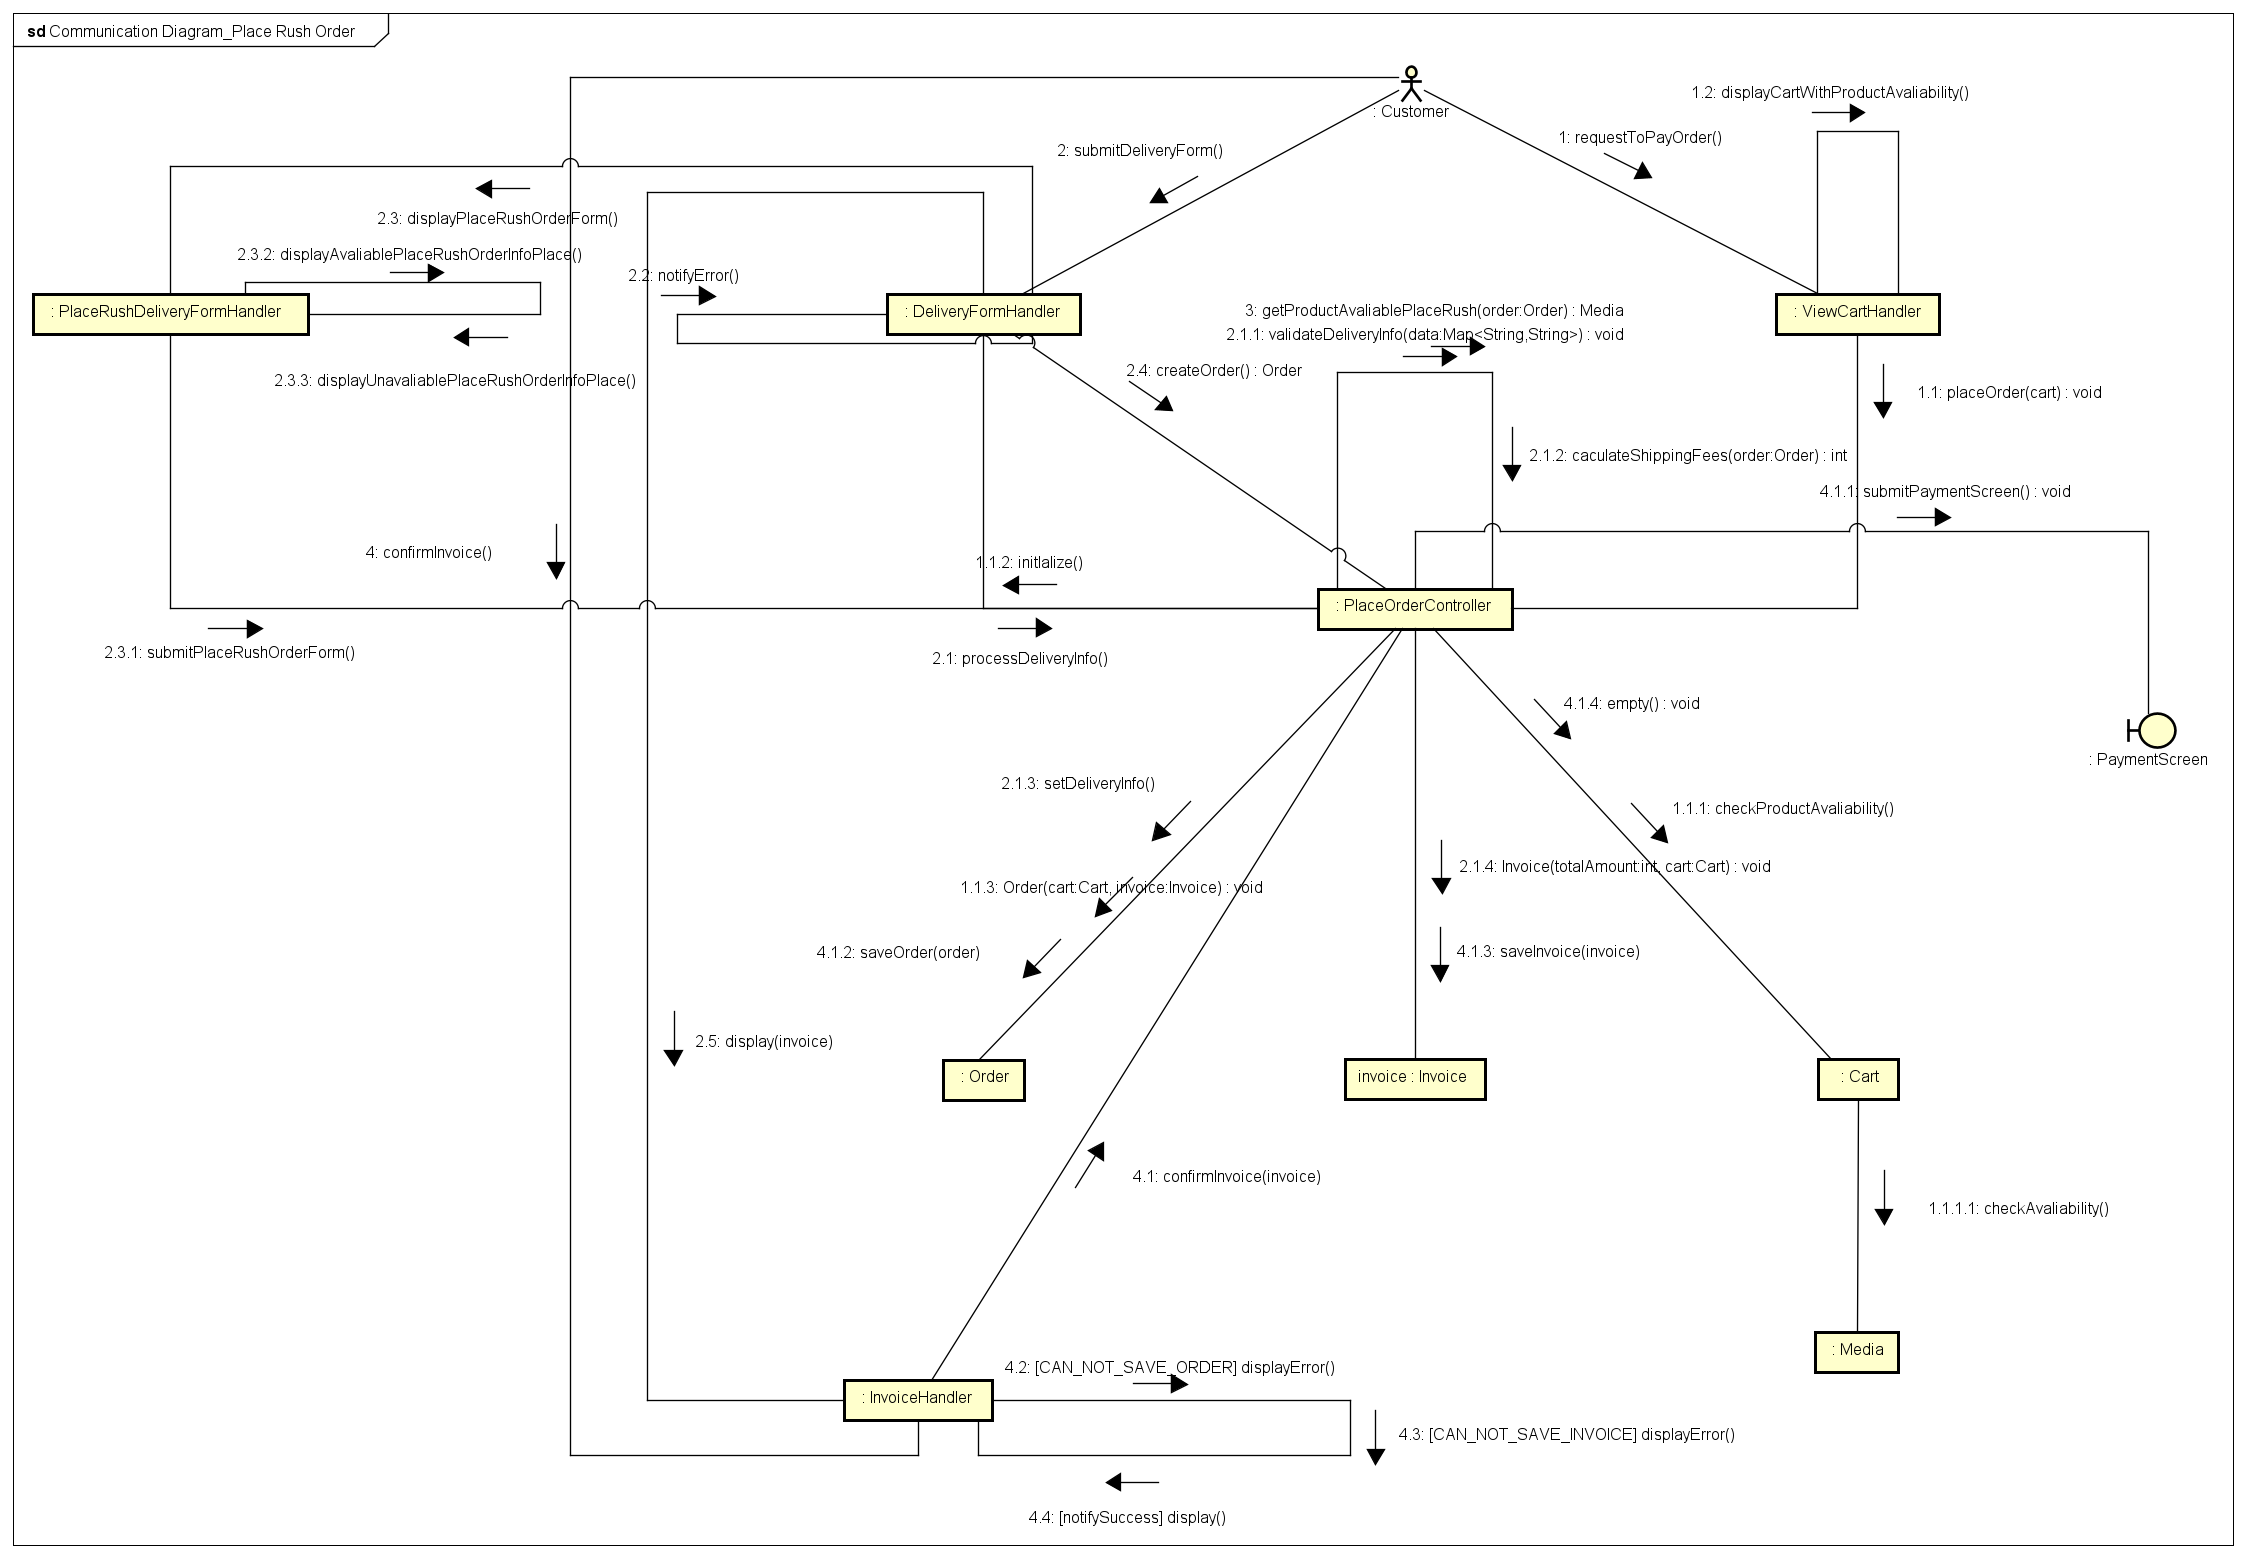 sd Communication Diagram_Place Rush Order
: Customer
1.2: displayCartWithProductAvaliability()
1: requestToPayOrder()
2: submitDeliveryForm()
2.3: displayPlaceRushOrderForm()
2.3.2: displayAvaliablePlaceRushOrderInfoPlace()
2.2: notifyError()
: PlaceRushDeliveryFormHandler
: DeliveryFormHandler
3: getProductAvaliablePlaceRush(order:Order) : Media
: ViewCartHandler
2.1.1: validateDeliveryInfo(data:Map<String,String>) : void
2.4: createOrder() : Order
2.3.3: displayUnavaliablePlaceRushOrderInfoPlace()
1.1: placeOrder(cart) : void
2.1.2: caculateShippingFees(order:Order) : int
4.1.1: submitPaymentScreen() : void
4: confirmInvoice()
1.1.2: initlalize()
: PlaceOrderController
2.3.1: submitPlaceRushOrderForm()
2.1: processDeliveryInfo()
4.1.4: empty() : void
: PaymentScreen
2.1.3: setDeliveryInfo()
1.1.1: checkProductAvaliability()
2.1.4: Invoice(totalAmount:int, cart:Cart) : void
1.1.3: Order(cart:Cart, invoice:Invoice) : void
4.1.2: saveOrder(order)
4.1.3: saveInvoice(invoice)
2.5: display(invoice)
: Order
invoice : Invoice
: Cart
4.1: confirmInvoice(invoice)
1.1.1.1: checkAvaliability()
: Media
4.2: [CAN_NOT_SAVE_ORDER] displayError()
: InvoiceHandler
4.3: [CAN_NOT_SAVE_INVOICE] displayError()
4.4: [notifySuccess] display()